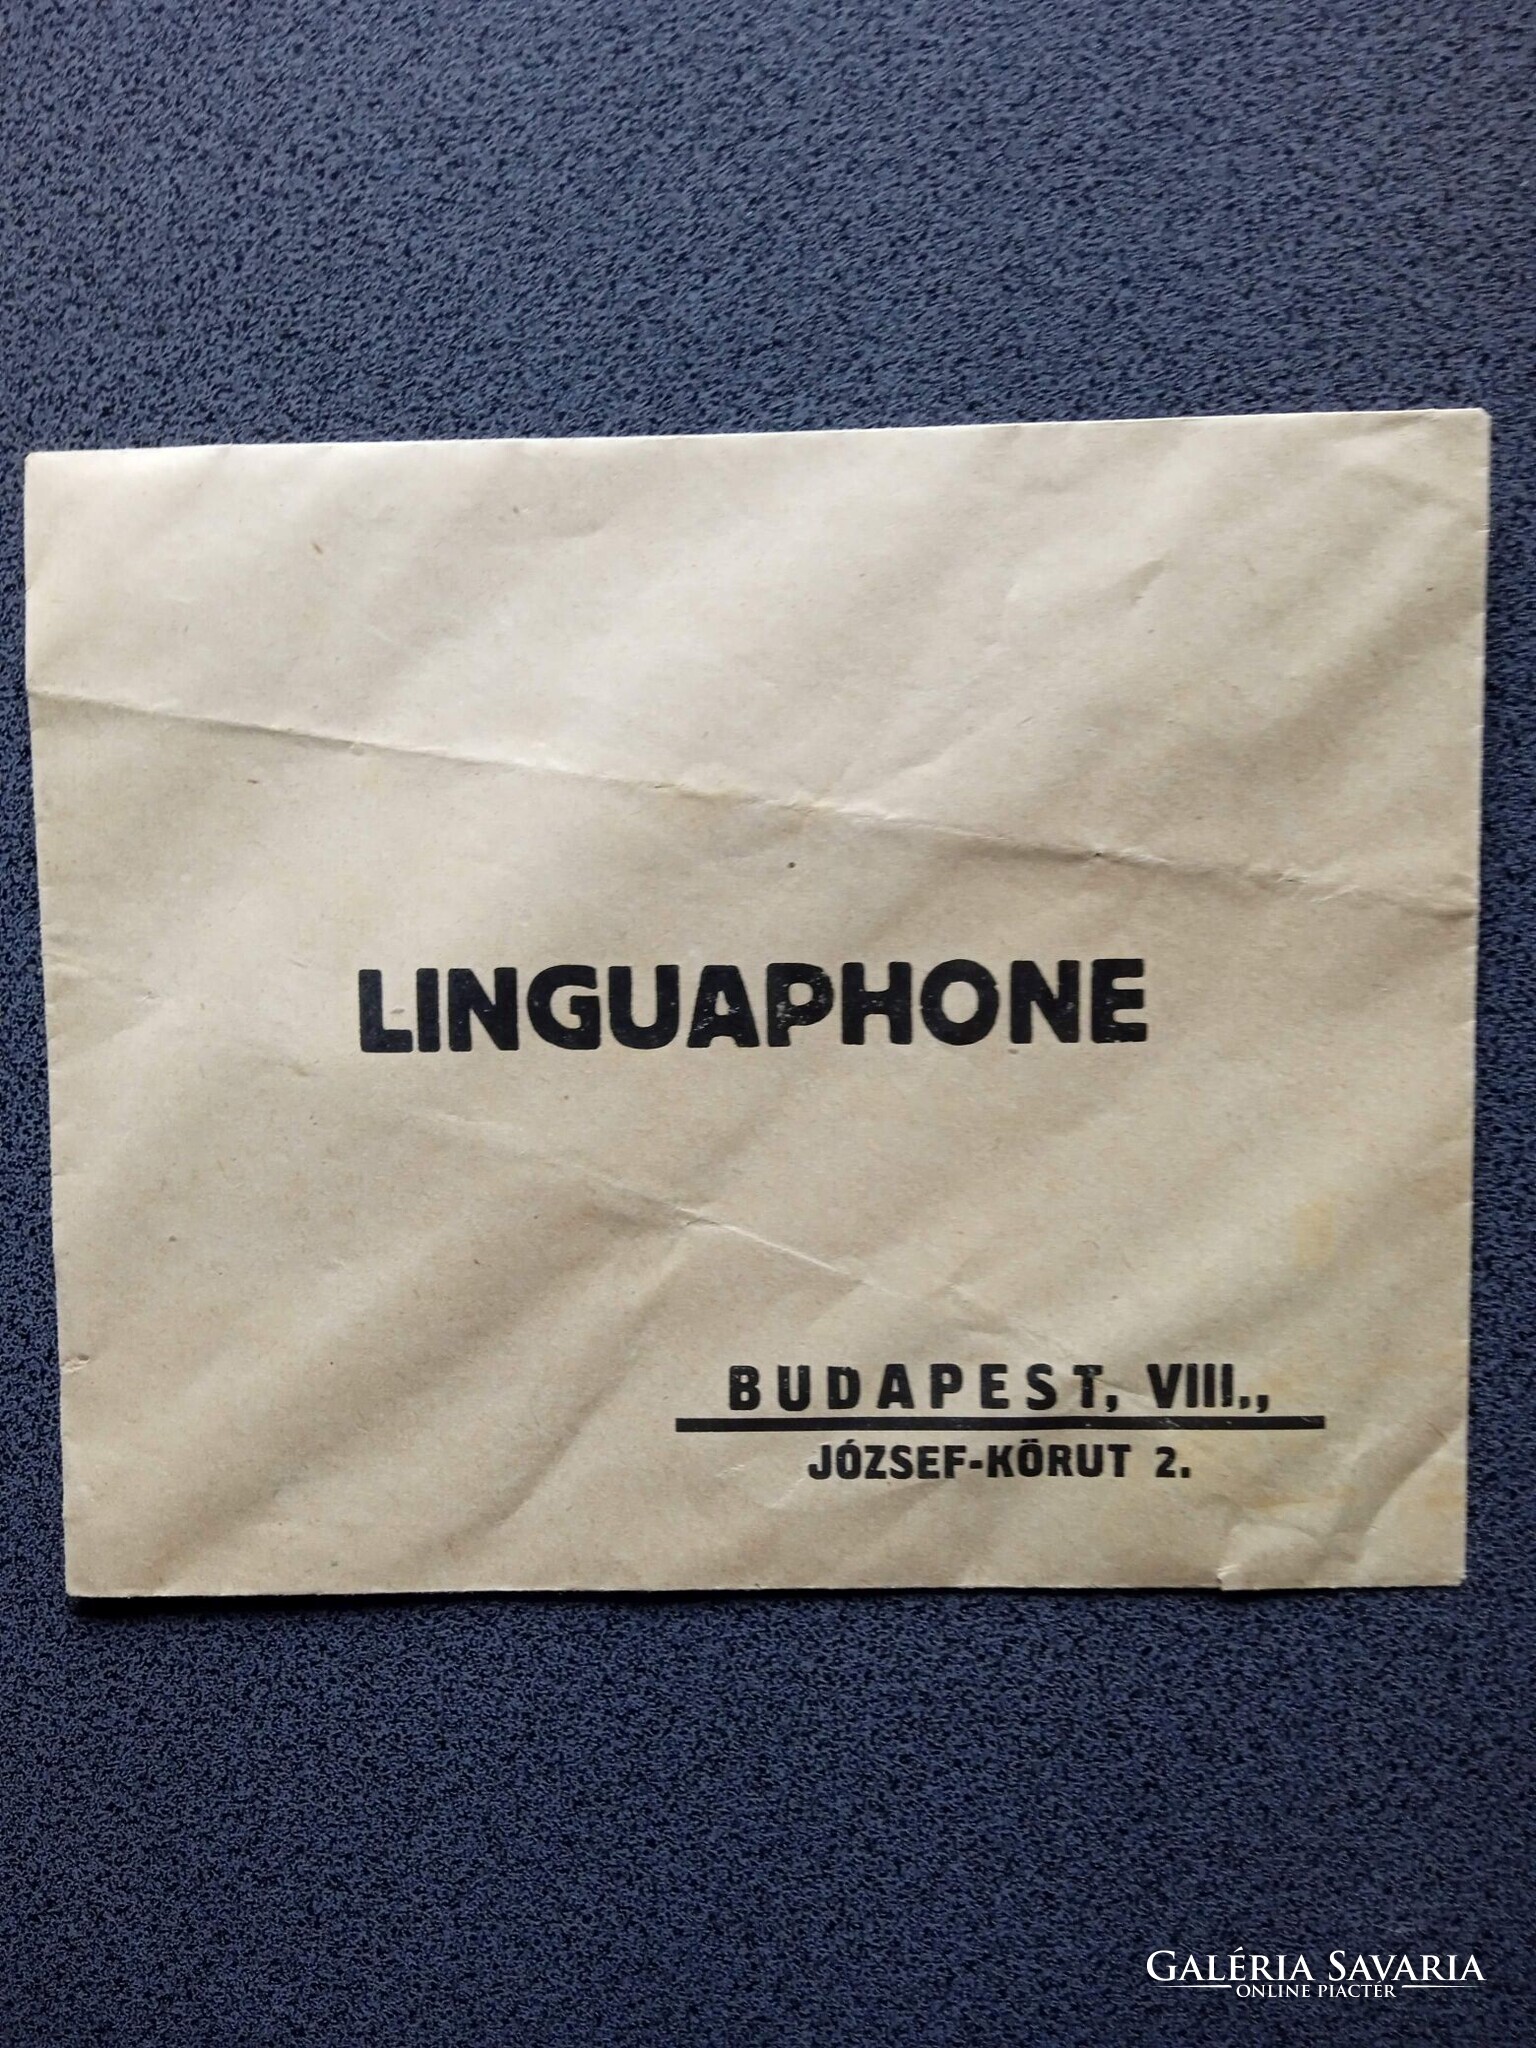 LINGUAPHONE
BUDAPEST, VIII.,
JÓZSEF-KÖRUT 2.
GALÉRIA SAVARIA
ONLINE PIACTÉR